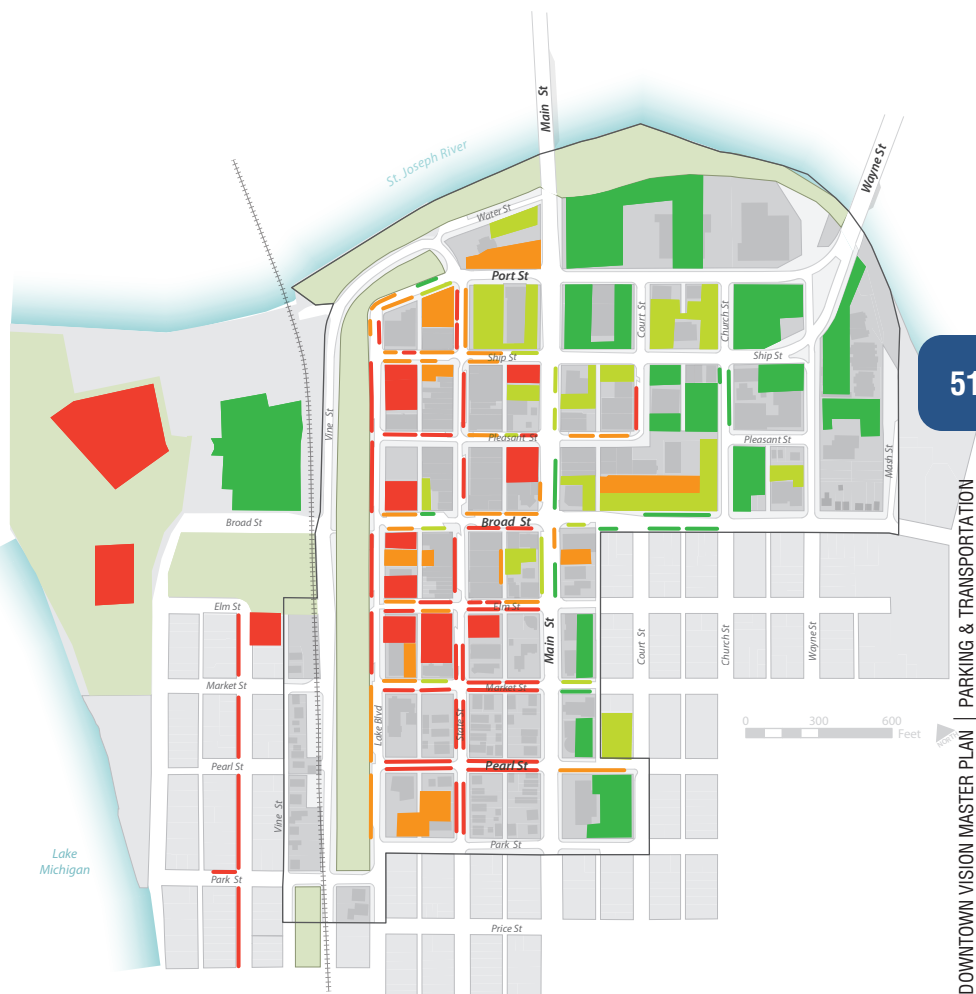 Main St
Wayne St
St. Joseph River
Water St
Port St
Court St
Church St
Ship St
Ship St
51
Vine St
Pleasant St
Pleasant St
Mash St
Broad St
Broad St
Elm St
Elm St
Main St
Court St
Church St
Wayne St
Market St
Market St
Lake Blvd
State St
0 300 600
Feet
NORTH
Pearl St
Pearl St
Vine St
Park St
Lake
Michigan
Park St
Price St
DOWNTOWN VISION MASTER PLAN | PARKING & TRANSPORTATION